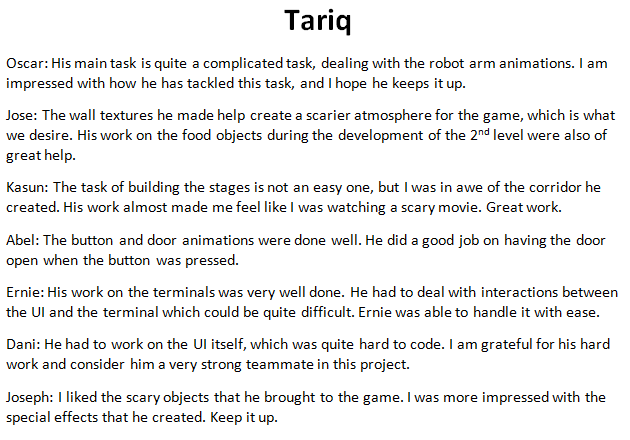 Tariq
Oscar: His main task is quite a complicated task, dealing with the robot arm animations. I am
impressed with how he has tackled this task, and I hope he keeps it up.
Jose: The wall textures he made help create a scarier atmosphere for the game, which is what
we desire. His work on the food objects during the development of the 2nd level were also of
great help.
Kasun: The task of building the stages is not an easy one, but I was in awe of the corridor he
created. His work almost made me feel like I was watching a scary movie. Great work.
Abel: The button and door animations were done well. He did a good job on having the door
open when the button was pressed.
Ernie: His work on the terminals was very well done. He had to deal with interactions between
the UI and the terminal which could be quite difficult. Ernie was able to handle it with ease.
Dani: He had to work on the UI itself, which was quite hard to code. I am grateful for his hard
work and consider him a very strong teammate in this project.
Joseph: I liked the scary objects that he brought to the game. I was more impressed with the
special effects that he created. Keep it up.